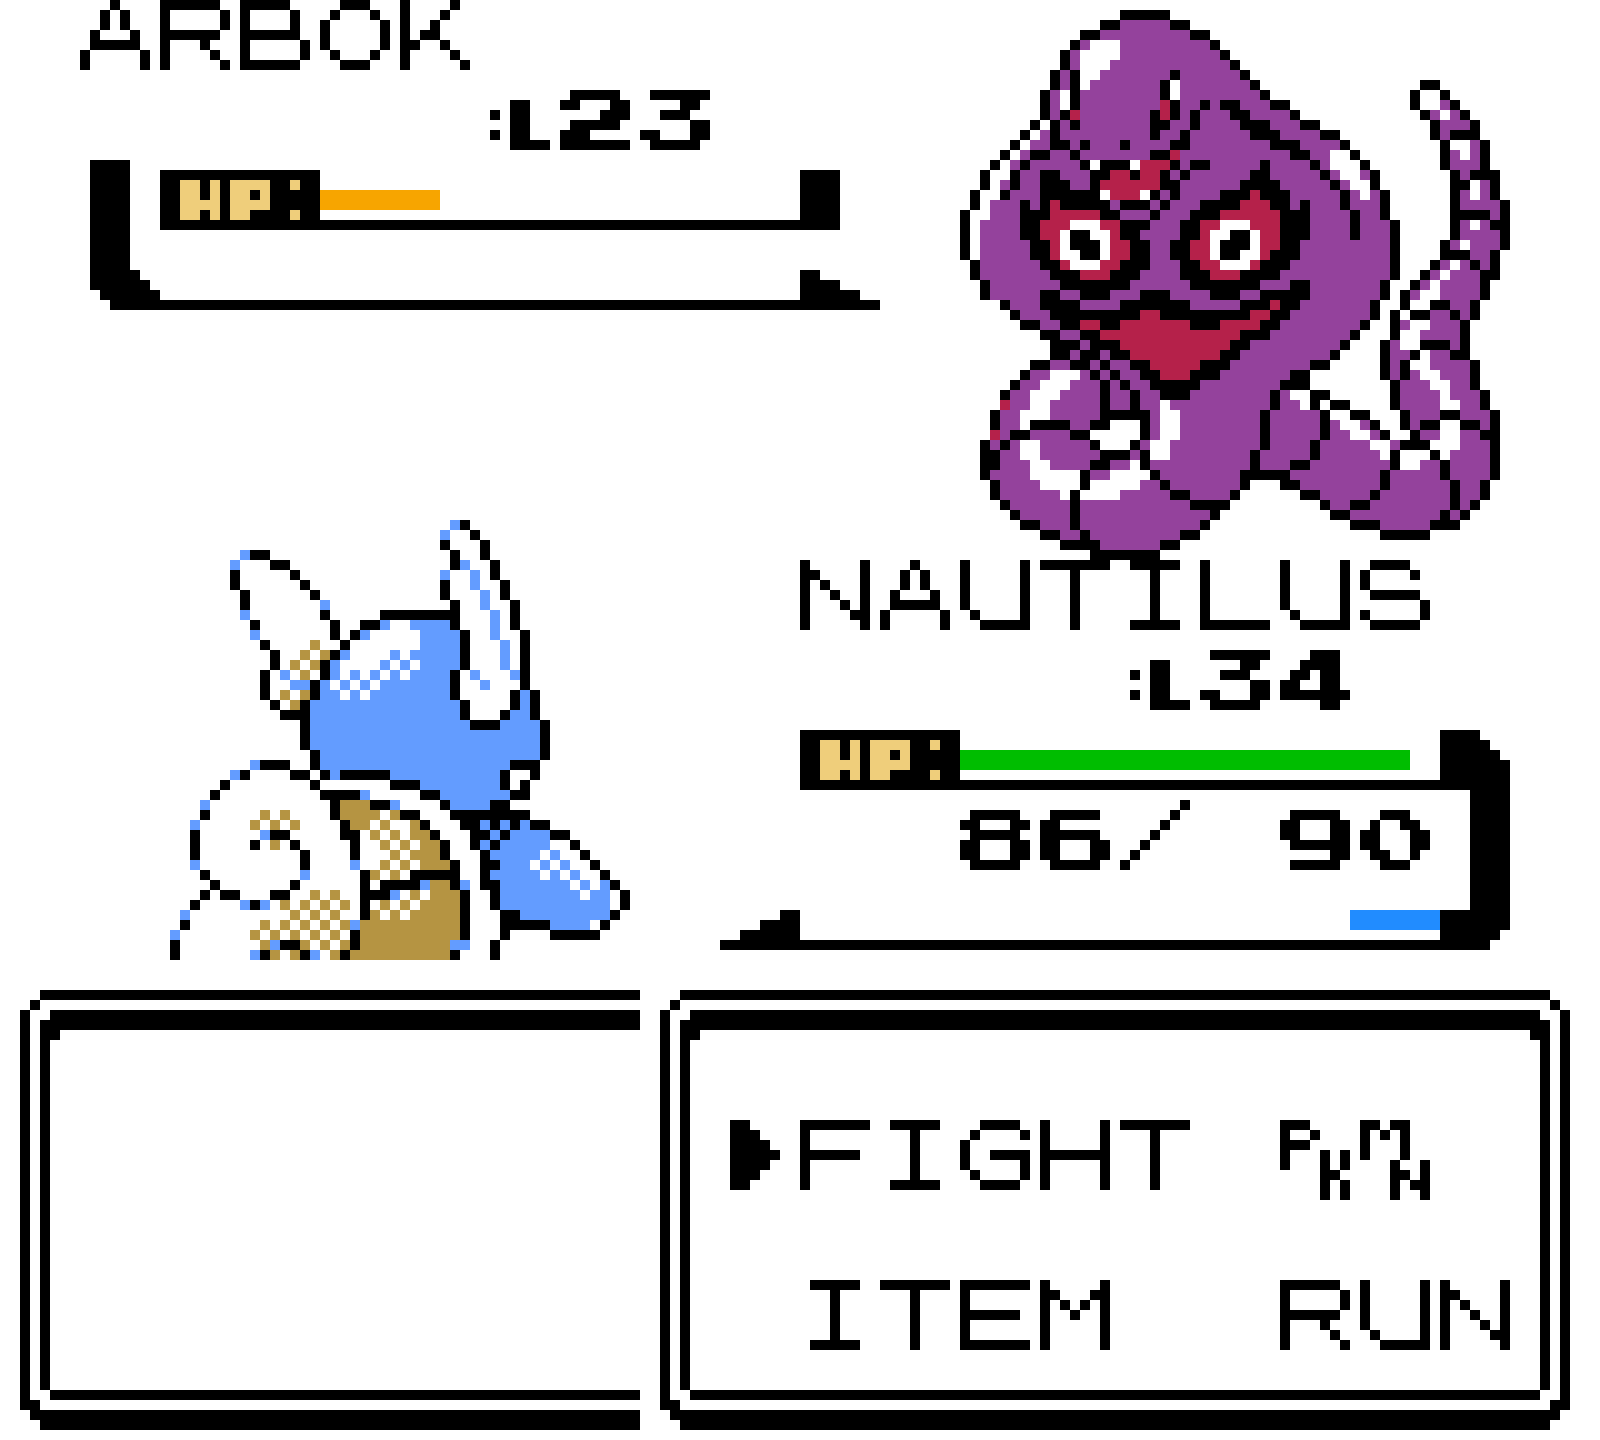 ARBOK
:L23
HP:
NAUTILUS
:L34
HP:
86/ 90
▶FIGHT PKMN
ITEM RUN